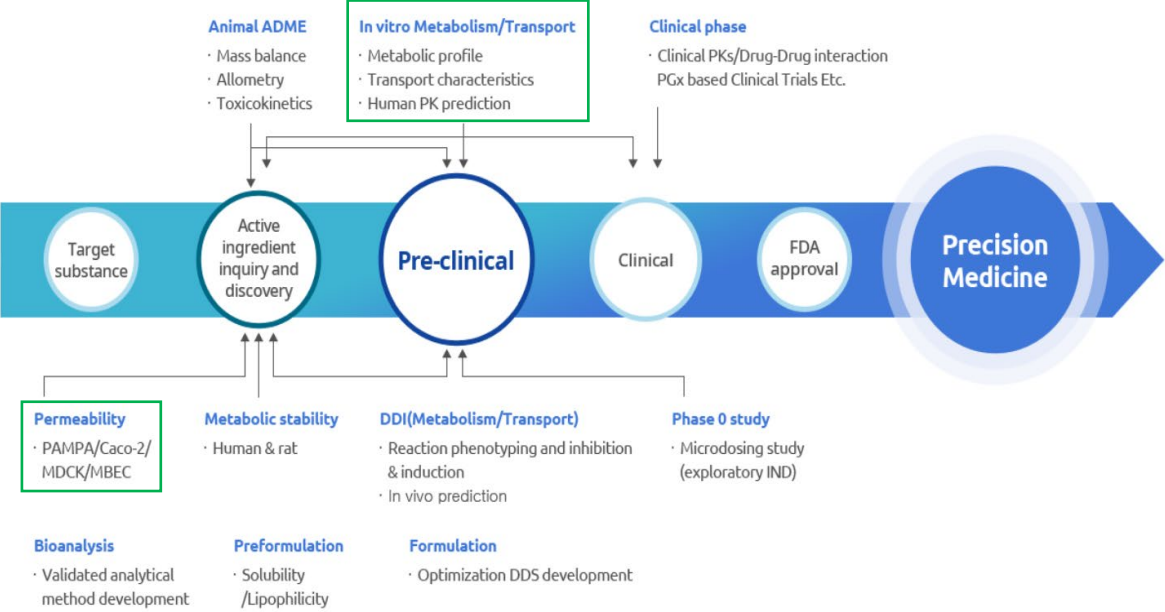 Animal ADME
· Mass balance
· Allometry
· Toxicokinetics
In vitro Metabolism/Transport
· Metabolic profile
· Transport characteristics
· Human PK prediction
Clinical phase
· Clinical PKs/Drug-Drug interaction
PGx based Clinical Trials Etc.
Target
substance
Active
ingredient
inquiry and
discovery
Pre-clinical
Clinical
FDA
approval
Precision
Medicine
Permeability
· PAMPA/Caco-2/
MDCK/MBEC
Metabolic stability
· Human & rat
DDI(Metabolism/Transport)
· Reaction phenotyping and inhibition
& induction
· In vivo prediction
Phase 0 study
· Microdosing study
(exploratory IND)
Bioanalysis
· Validated analytical
method development
Preformulation
· Solubility
/Lipophilicity
Formulation
· Optimization DDS development